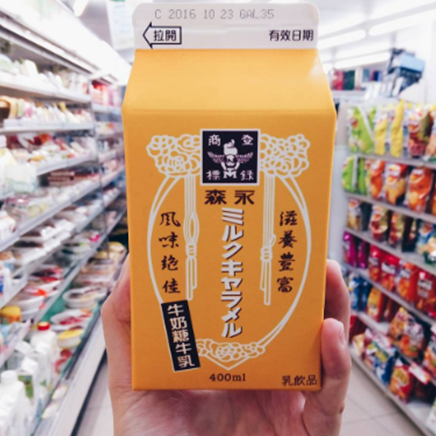 C 2016 10 23 GAL35
拉開
有效日期
登錄商標
森永
ミルクキャラメル
滋養豊富
風味絶佳
牛奶糖牛乳
400ml
乳飲品